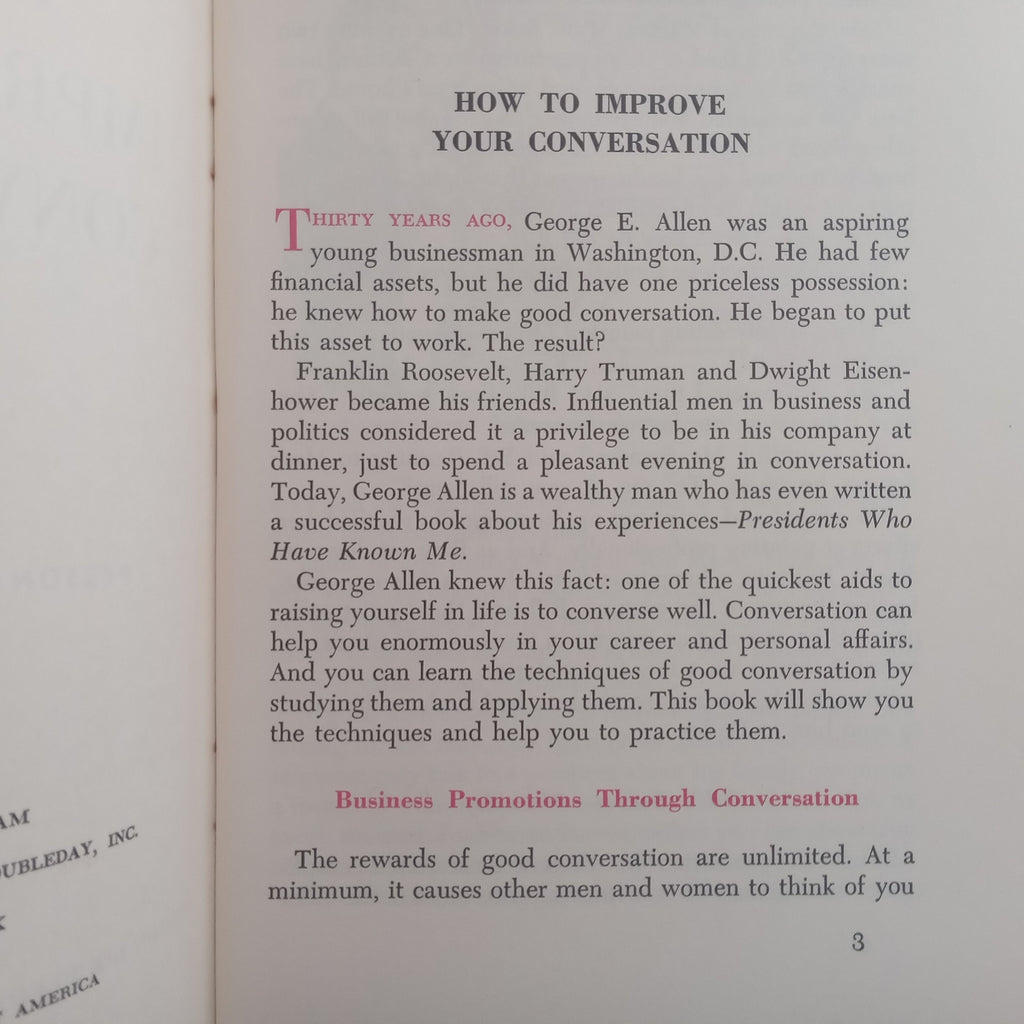 HOW TO IMPROVE
YOUR CONVERSATION
THIRTY YEARS AGO, George E. Allen was an aspiring
young businessman in Washington, D.C. He had few
financial assets, but he did have one priceless possession:
he knew how to make good conversation. He began to put
this asset to work. The result?
Franklin Roosevelt, Harry Truman and Dwight Eisen-
hower became his friends. Influential men in business and
politics considered it a privilege to be in his company at
dinner, just to spend a pleasant evening in conversation.
Today, George Allen is a wealthy man who has even written
a successful book about his experiences—Presidents Who
Have Known Me.
George Allen knew this fact: one of the quickest aids to
raising yourself in life is to converse well. Conversation can
help you enormously in your career and personal affairs.
And you can learn the techniques of good conversation by
studying them and applying them. This book will show you
the techniques and help you to practice them.
Business Promotions Through Conversation
The rewards of good conversation are unlimited. At a
minimum, it causes other men and women to think of you
3
AM
OUBLEDAY, INC.
AMERICA